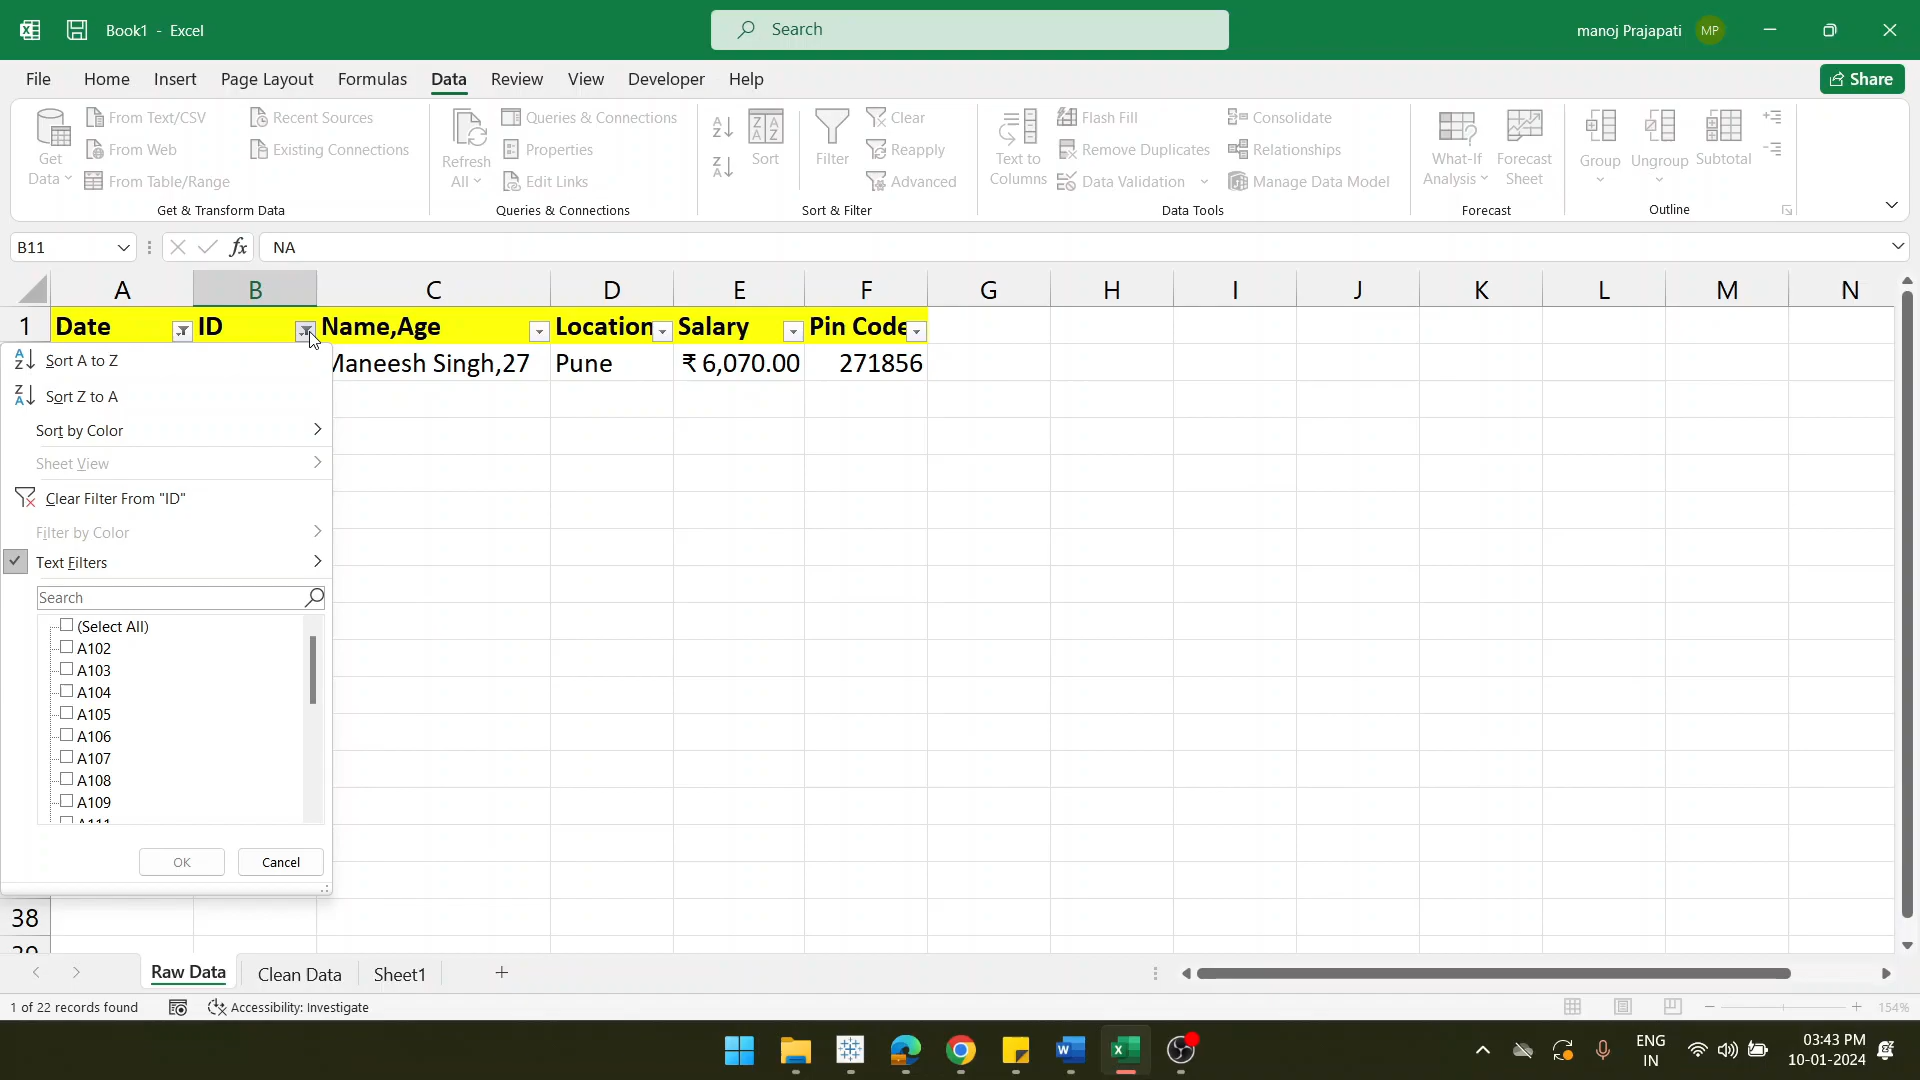 Book1 - Excel
Search
manoj Prajapati MP
File Home Insert Page Layout Formulas Data Review View Developer Help
Share
Get Data
From Text/CSV
From Web
From Table/Range
Recent Sources
Existing Connections
Get & Transform Data
Refresh All
Queries & Connections
Properties
Edit Links
Queries & Connections
Sort
Filter
Clear
Reapply
Advanced
Sort & Filter
Text to Columns
Flash Fill
Remove Duplicates
Data Validation
Consolidate
Relationships
Manage Data Model
Data Tools
What-If Analysis
Forecast Sheet
Forecast
Group
Ungroup
Subtotal
Outline
B11 fx NA
A B C D E F G H I J K L M N
1 Date ID Name,Age Location Salary Pin Code
Maneesh Singh,27 Pune ₹ 6,070.00 271856
Sort A to Z
Sort Z to A
Sort by Color
Sheet View
Clear Filter From "ID"
Filter by Color
Text Filters
Search
(Select All)
A102
A103
A104
A105
A106
A107
A108
A109
A111
OK Cancel
38
39
Raw Data Clean Data Sheet1
1 of 22 records found Accessibility: Investigate 154%
ENG IN
03:43 PM
10-01-2024